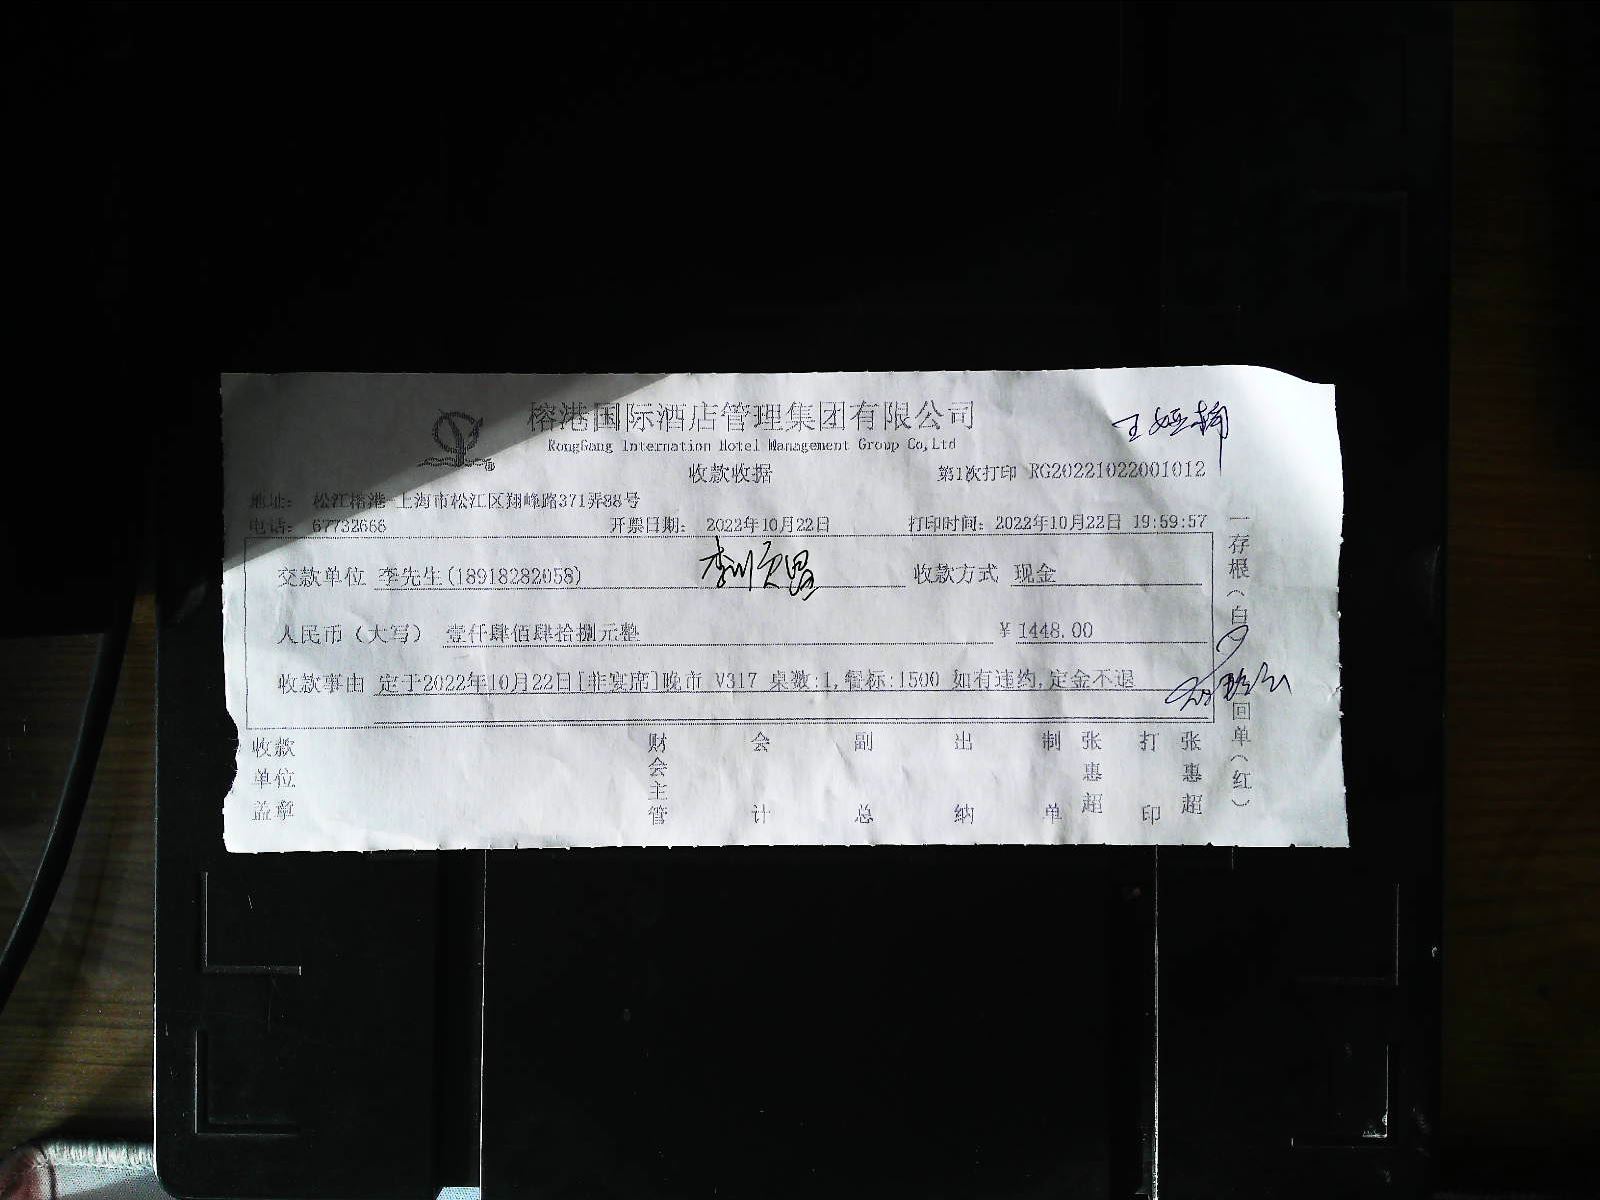 榕港国际酒店管理集团有限公司
RongGang Internation Hotel Management Group Co,Ltd
收款收据
第1次打印 RG20221022001012
地址： 松江榕港-上海市松江区翔峰路371弄88号
电话： 67732666 开票日期： 2022年10月22日 打印时间：2022年10月22日 19:59:57
交款单位 李先生(18918282058) 收款方式 现金
人民币（大写） 壹仟肆佰肆拾捌元整 ￥1448.00
收款事由 定于2022年10月22日[非宴席]晚市 V317 桌数:1,餐标:1500 如有违约,定金不退
收款单位盖章 财会主管 会计 副总 出纳 制单 张惠超 打印 张惠超
一存根（白）
回单（红）